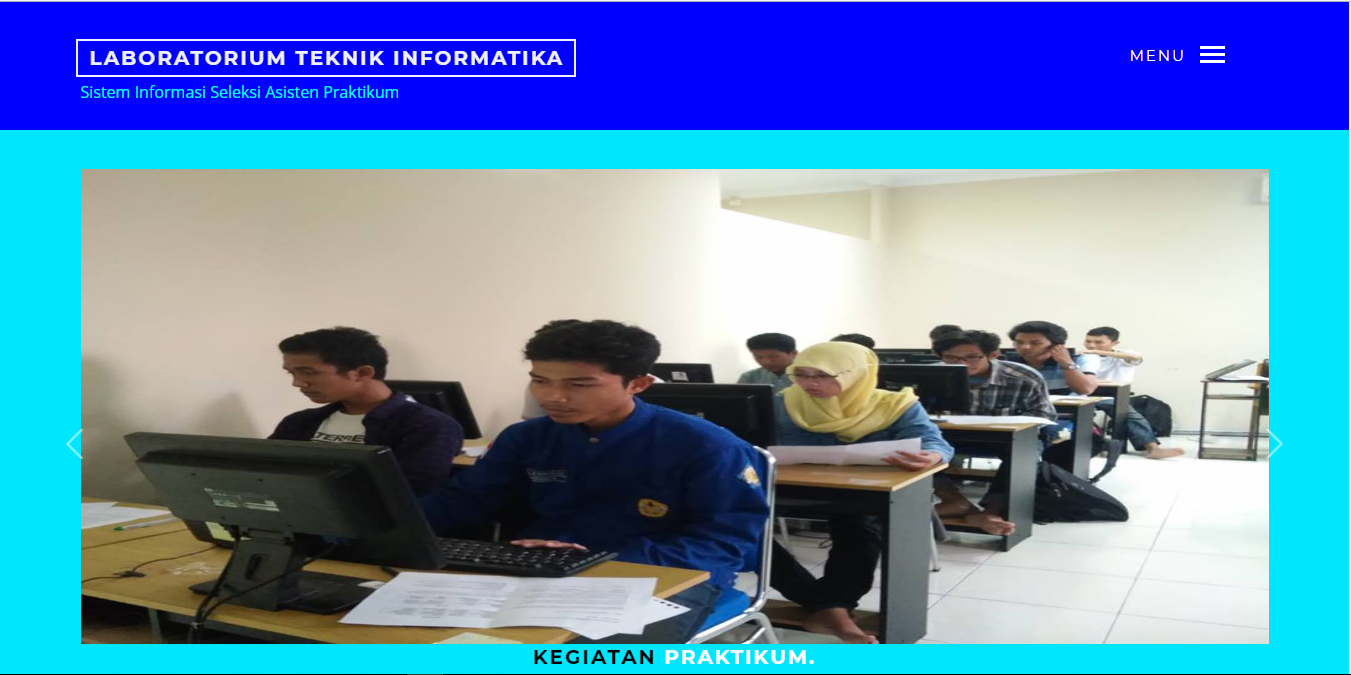 LABORATORIUM TEKNIK INFORMATIKA
MENU
Sistem Informasi Seleksi Asisten Praktikum
KEGIATAN PRAKTIKUM.